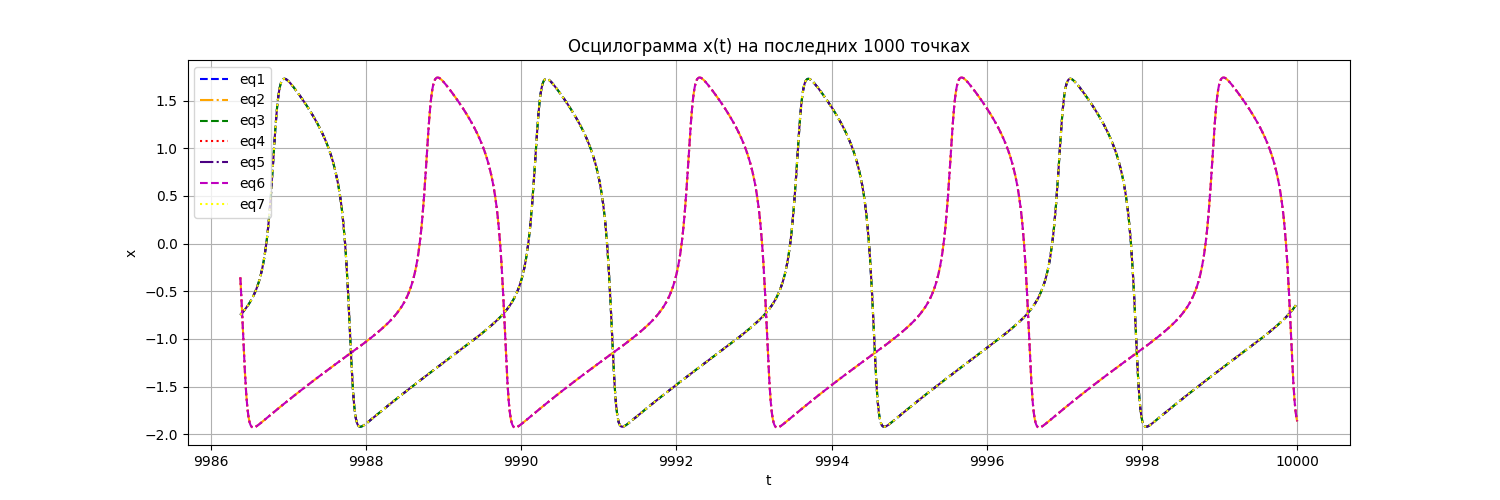 Осцилограмма x(t) на последних 1000 точках
eq1
eq2
eq3
eq4
eq5
eq6
eq7
1.5
1.0
0.5
0.0
−0.5
−1.0
−1.5
−2.0
x
9986
9988
9990
9992
9994
9996
9998
10000
t